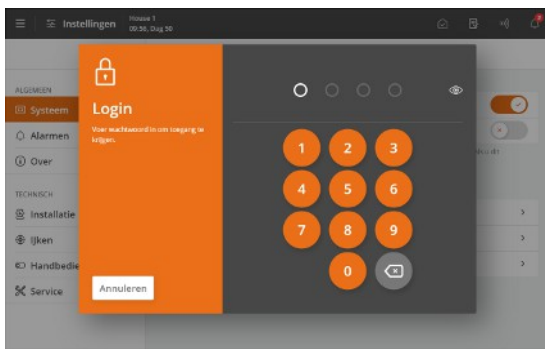 Instellingen
House 1
09:56, Dag 50
ALGEMEEN
Systeem
Alarmen
Over
TECHNISCH
Installatie
Ijken
Handbedie
Service
Login
Voer wachtwoord in om toegang te
krijgen.
Annuleren
1 2 3
4 5 6
7 8 9
0